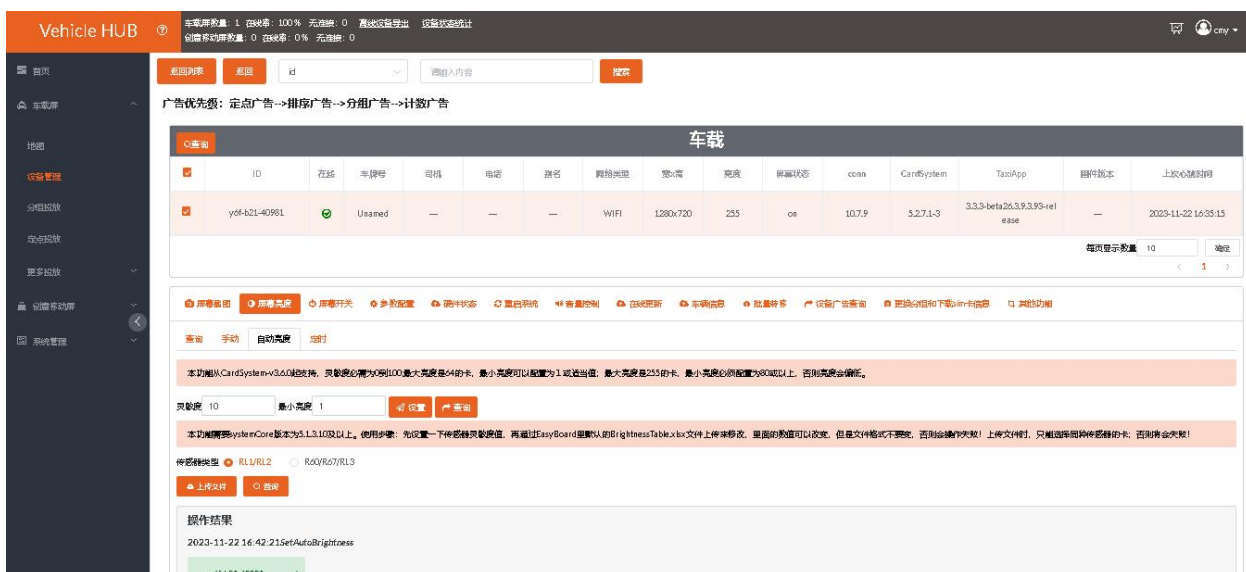 Vehicle HUB
车载屏数量: 1 在线率: 100% 无连接: 0 离线设备导出 设备状态统计
创意移动屏数量: 0 在线率: 0% 无连接: 0
cmy
首页
车载屏
地图
设备管理
分组投放
定点投放
更多投放
创意移动屏
系统管理
返回列表 返回 id 请输入内容 搜索
广告优先级: 定点广告-->排序广告-->分组广告-->计数广告
查询 车载
ID 在线 车牌号 司机 电话 别名 网络类型 宽x高 亮度 屏幕状态 conn CardSystem TaxiApp 固件版本 上次心跳时间
y6f-b21-40981 Unamed — — — WIFI 1280x720 255 on 10.7.9 5.2.7.1-3 3.3.3-beta26.3.9.3.93-release — 2023-11-22 16:35:15
每页显示数量 10 确定
< 1 >
屏幕截图 屏幕亮度 屏幕开关 参数配置 硬件状态 重启系统 音量控制 在线更新 车辆信息 批量转移 设备广告查询 更换分组和下载sim卡信息 其他功能
查询 手动 自动亮度 定时
本功能从CardSystem-v3.6.0起支持, 灵敏度必需为0到100;最大亮度是64的卡, 最小亮度可以配置为1或适当值; 最大亮度是255的卡, 最小亮度必须配置为80或以上, 否则亮度会偏低。
灵敏度 10 最小亮度 1 设置 查询
本功能需要systemCore版本为5.1.3.10及以上。使用步骤: 先设置一下传感器灵敏度值, 再通过EasyBoard里默认的BrightnessTable.xlsx文件上传来修改, 里面的数值可以改变, 但是文件格式不要变, 否则会操作失败! 上传文件时, 只能选择同种传感器的卡; 否则将会失败!
传感器类型 RL1/RL2 R60/R67/RL3
上传文件 查询
操作结果
2023-11-22 16:42:21SetAutoBrightness